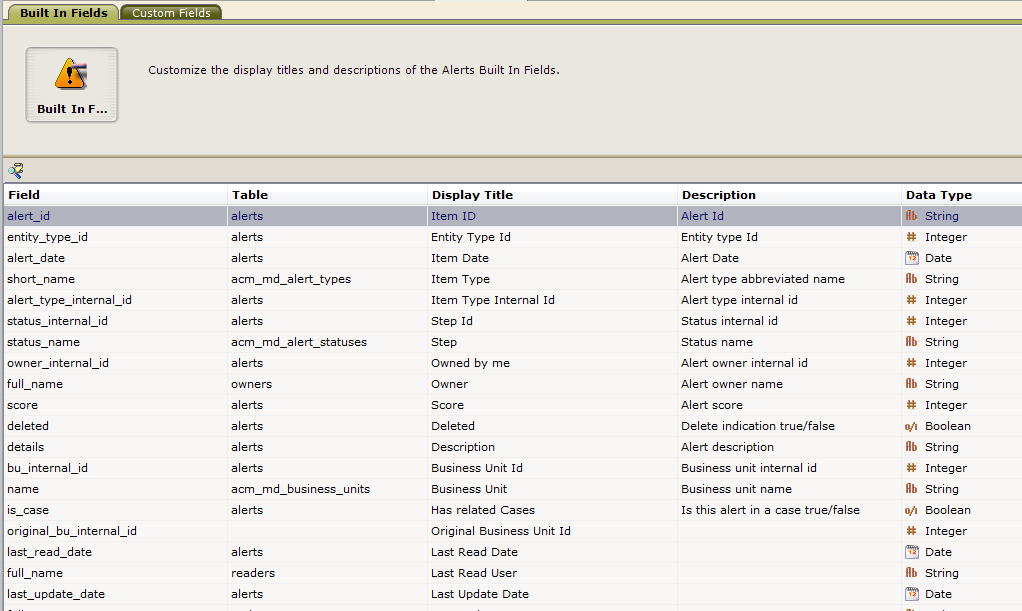 Built In Fields Custom Fields
Customize the display titles and descriptions of the Alerts Built In Fields.
Built In F...
Field Table Display Title Description Data Type
alert_id alerts Item ID Alert Id String
entity_type_id alerts Entity Type Id Entity type Id Integer
alert_date alerts Item Date Alert Date Date
short_name acm_md_alert_types Item Type Alert type abbreviated name String
alert_type_internal_id alerts Item Type Internal Id Alert type internal id Integer
status_internal_id alerts Step Id Status internal id Integer
status_name acm_md_alert_statuses Step Status name String
owner_internal_id alerts Owned by me Alert owner internal id Integer
full_name owners Owner Alert owner name String
score alerts Score Alert score Integer
deleted alerts Deleted Delete indication true/false Boolean
details alerts Description Alert description String
bu_internal_id alerts Business Unit Id Business unit internal id Integer
name acm_md_business_units Business Unit Business unit name String
is_case alerts Has related Cases Is this alert in a case true/false Boolean
original_bu_internal_id Original Business Unit Id Integer
last_read_date alerts Last Read Date Date
full_name readers Last Read User String
last_update_date alerts Last Update Date Date